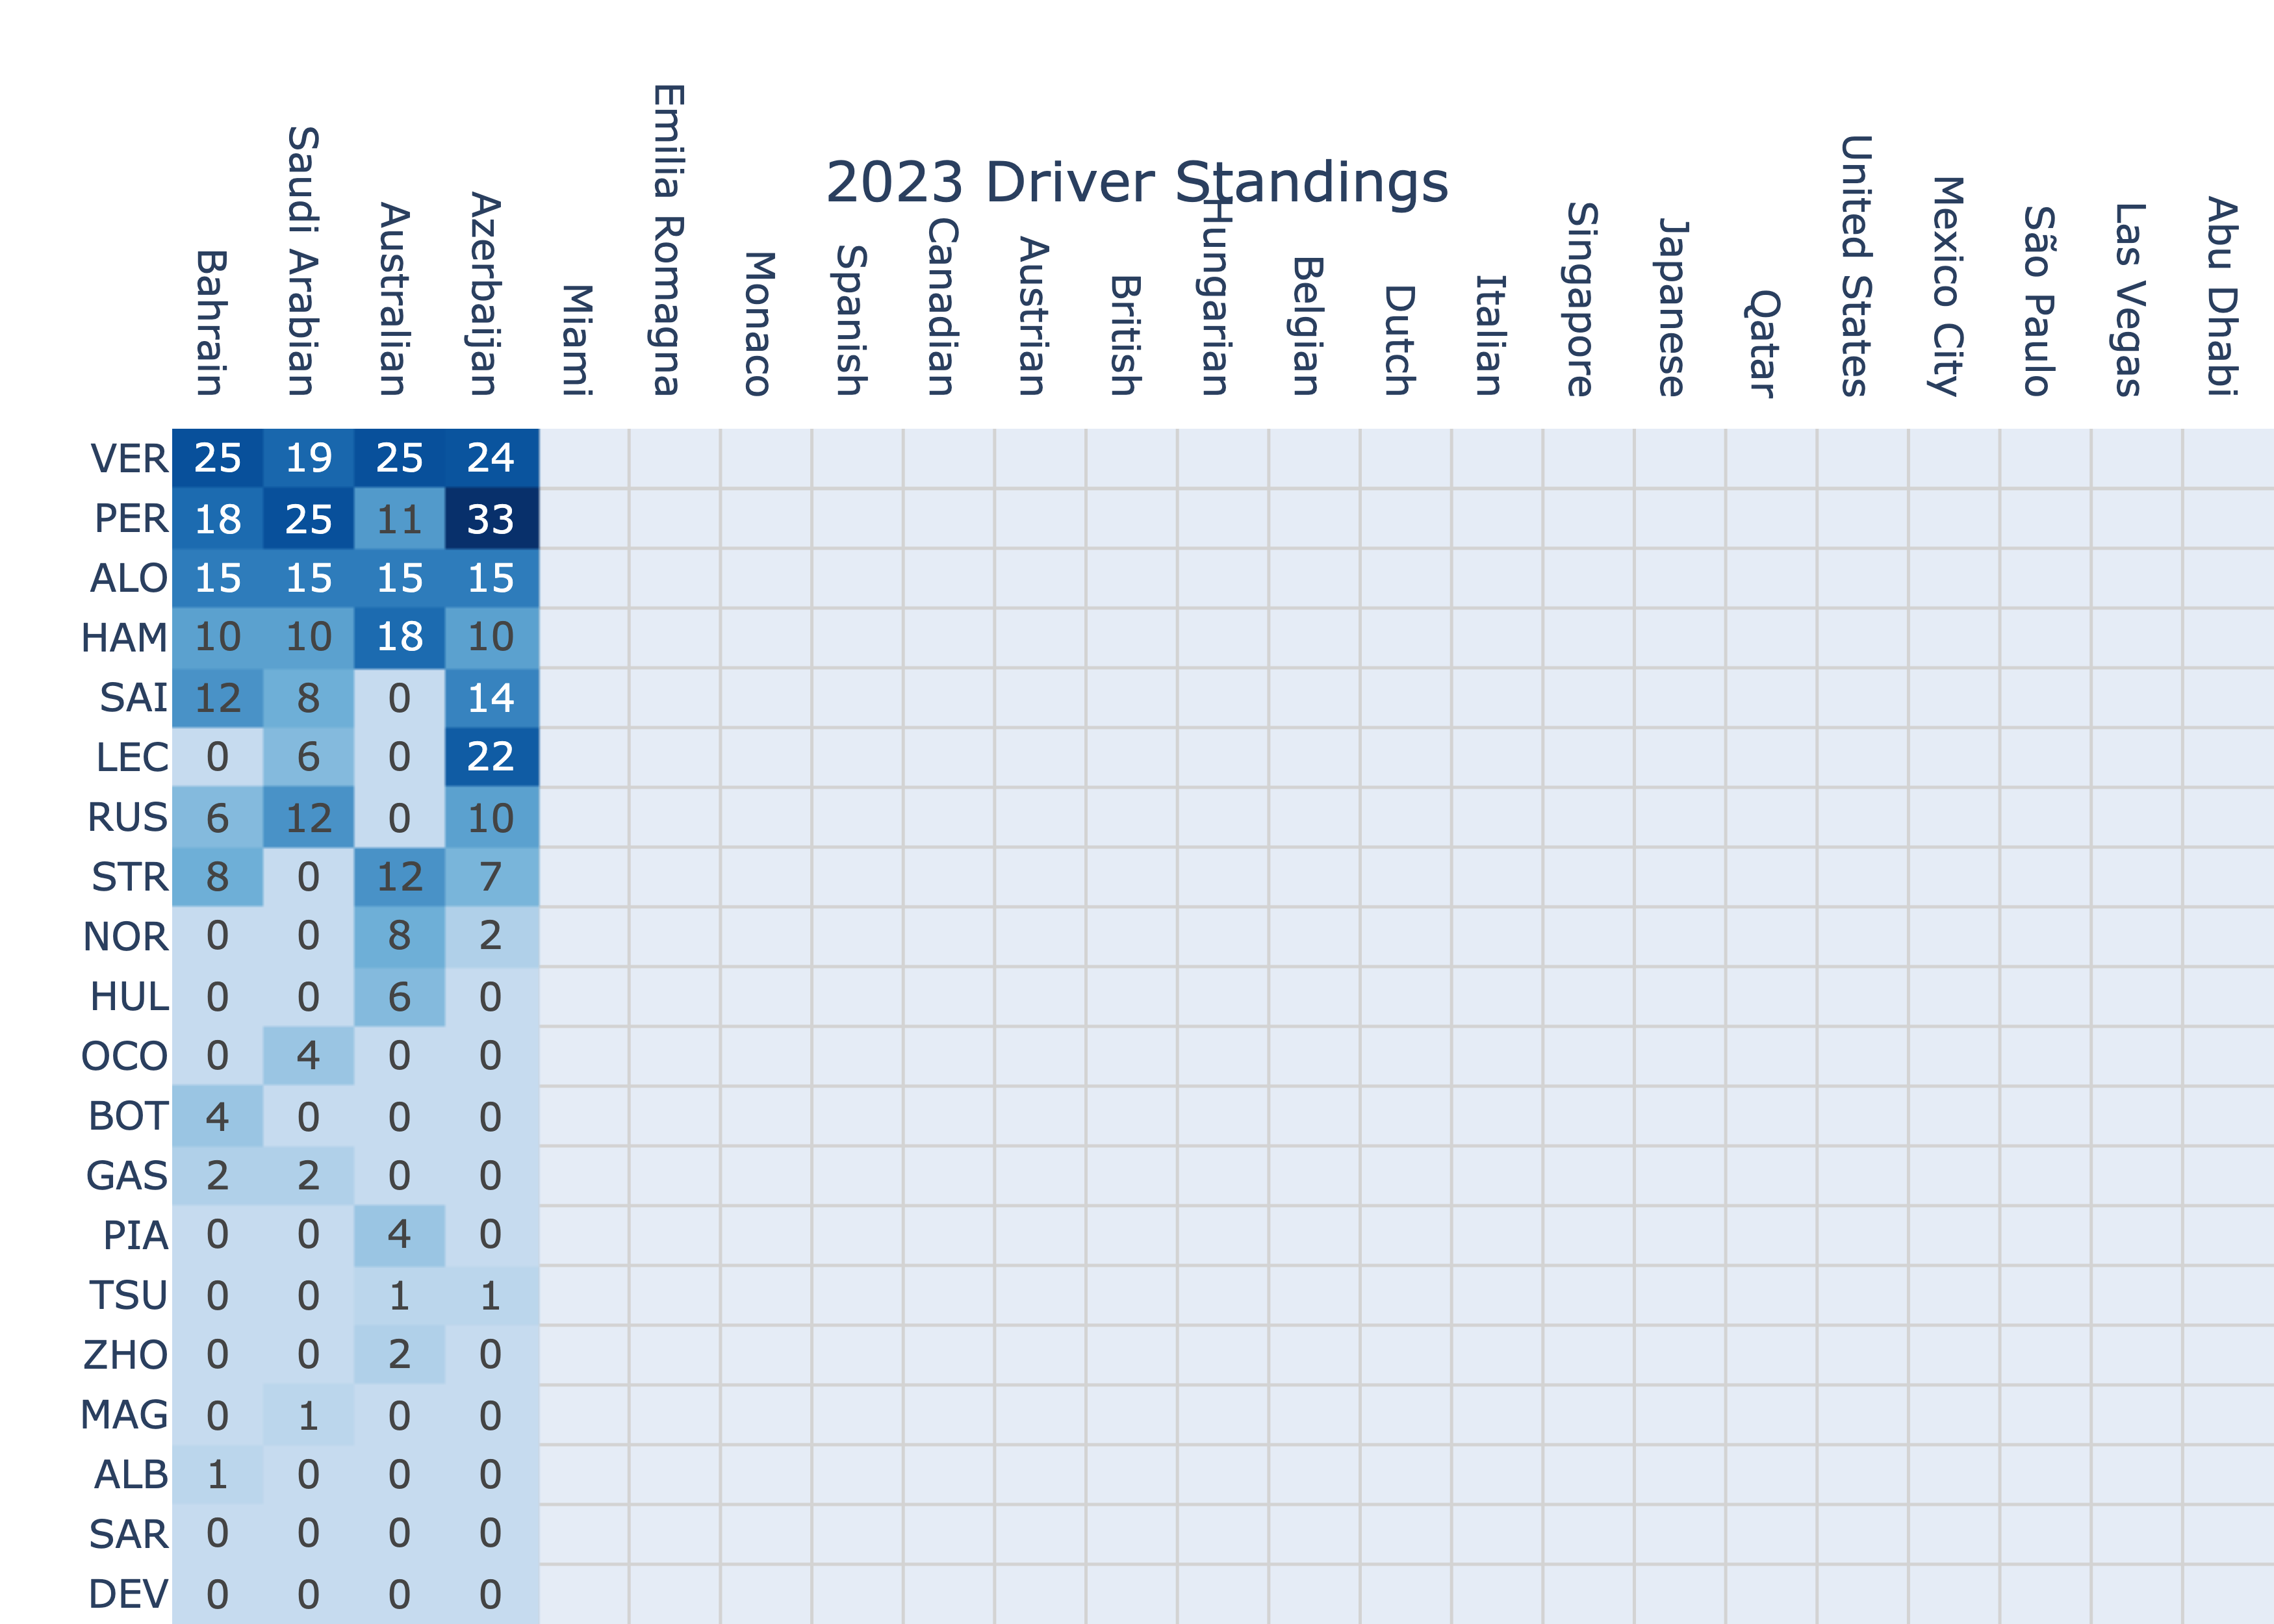 2023 Driver Standings
Bahrain
Saudi Arabian
Australian
Azerbaijan
Miami
Emilia Romagna
Monaco
Spanish
Canadian
Austrian
British
Hungarian
Belgian
Dutch
Italian
Singapore
Japanese
Qatar
United States
Mexico City
São Paulo
Las Vegas
Abu Dhabi
VER 25 19 25 24
PER 18 25 11 33
ALO 15 15 15 15
HAM 10 10 18 10
SAI 12 8 0 14
LEC 0 6 0 22
RUS 6 12 0 10
STR 8 0 12 7
NOR 0 0 8 2
HUL 0 0 6 0
OCO 0 4 0 0
BOT 4 0 0 0
GAS 2 2 0 0
PIA 0 0 4 0
TSU 0 0 1 1
ZHO 0 0 2 0
MAG 0 1 0 0
ALB 1 0 0 0
SAR 0 0 0 0
DEV 0 0 0 0